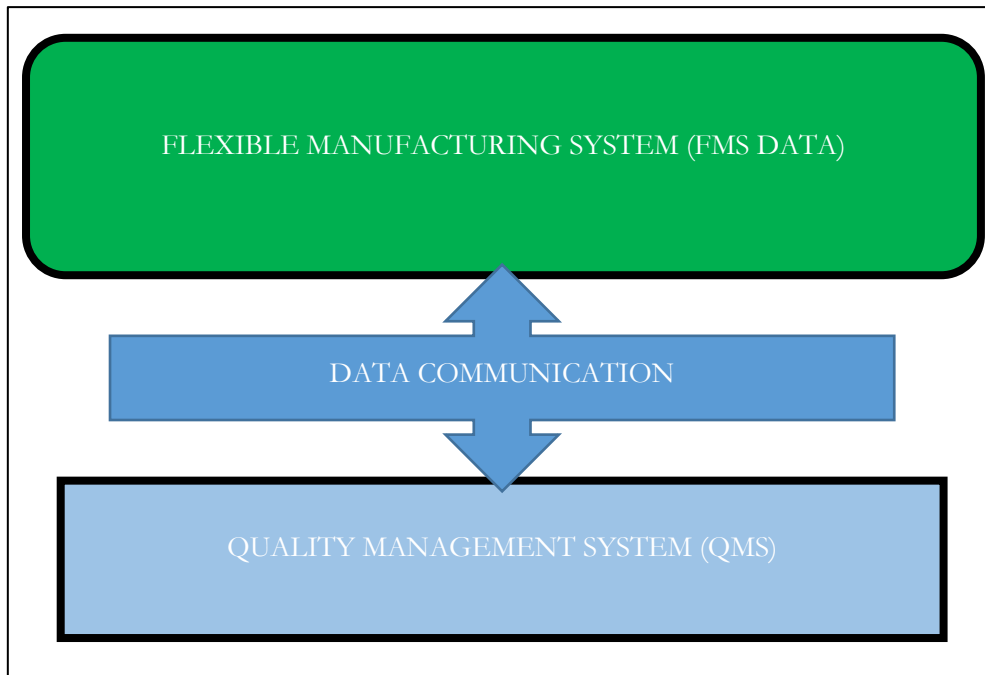 FLEXIBLE MANUFACTURING SYSTEM (FMS DATA)
DATA COMMUNICATION
QUALITY MANAGEMENT SYSTEM (QMS)